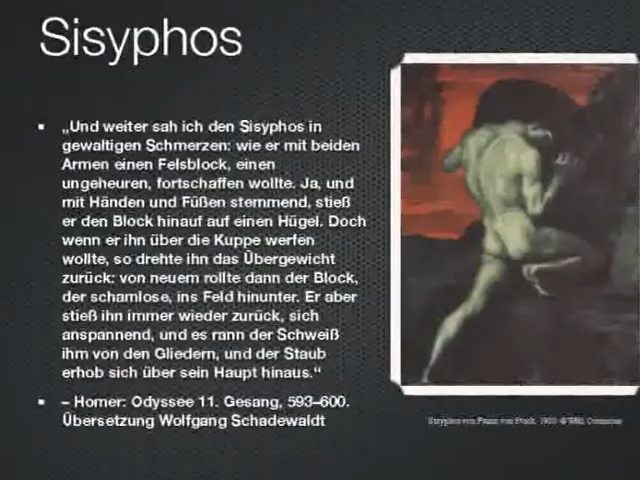 Sisyphos
„Und weiter sah ich den Sisyphos in
gewaltigen Schmerzen: wie er mit beiden
Armen einen Felsblock, einen
ungeheuren, fortschaffen wollte. Ja, und
mit Händen und Füßen stemmend, stieß
er den Block hinauf auf einen Hügel. Doch
wenn er ihn über die Kuppe werfen
wollte, so drehte ihn das Übergewicht
zurück: von neuem rollte dann der Block,
der schamlose, ins Feld hinunter. Er aber
stieß ihn immer wieder zurück, sich
anspannend, und es rann der Schweiß
ihm von den Gliedern, und der Staub
erhob sich über sein Haupt hinaus.“
– Homer: Odyssee 11. Gesang, 593–600.
Übersetzung Wolfgang Schadewaldt
Sisyphos von Franz von Stuck, 1920 © Wiki Commons